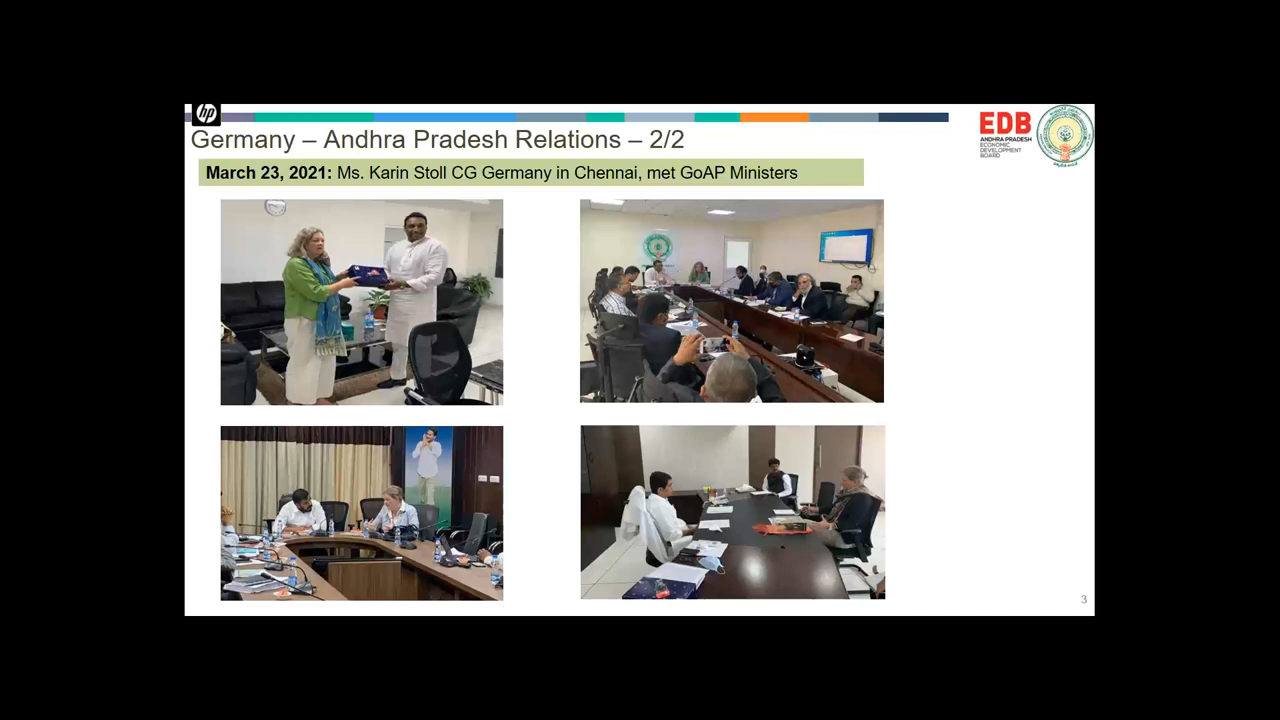 hp
Germany – Andhra Pradesh Relations – 2/2
EDB
ANDHRA PRADESH
ECONOMIC
DEVELOPMENT
BOARD
March 23, 2021: Ms. Karin Stoll CG Germany in Chennai, met GoAP Ministers
3